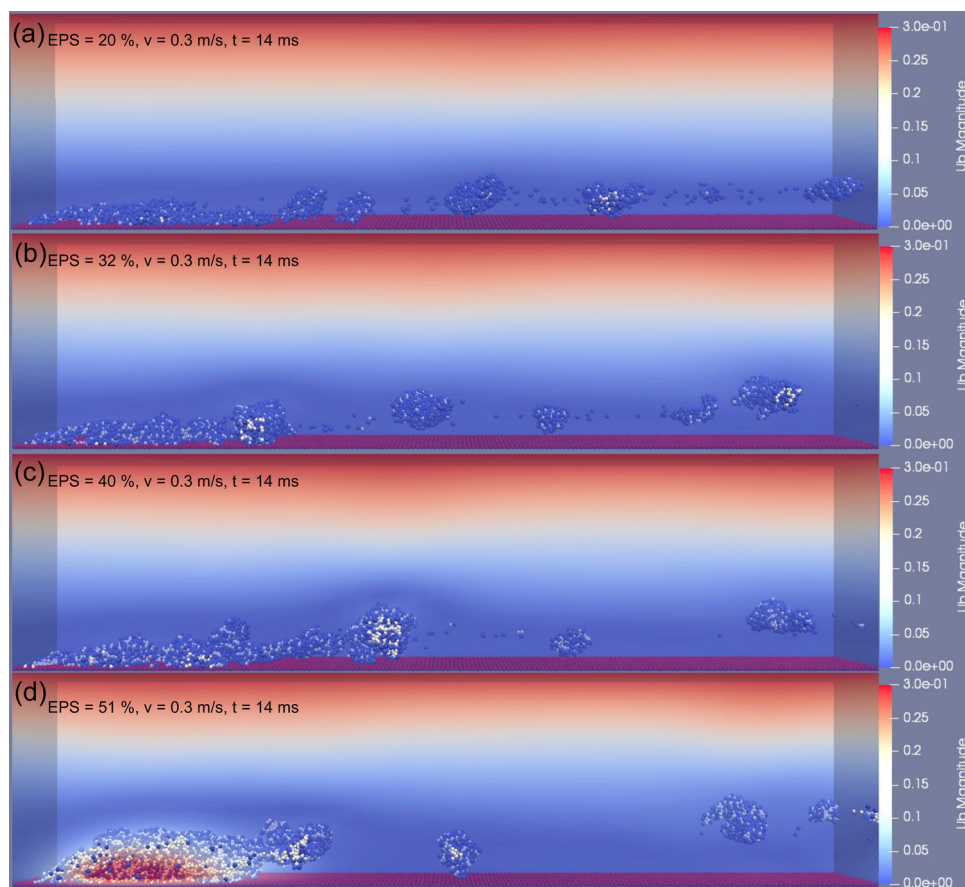 (a) EPS = 20 %, v = 0.3 m/s, t = 14 ms
3.0e-01
0.25
0.2
0.15
0.1
0.05
0.0e+00
Ub Magnitude
(b) EPS = 32 %, v = 0.3 m/s, t = 14 ms
3.0e-01
0.25
0.2
0.15
0.1
0.05
0.0e+00
Ub Magnitude
(c) EPS = 40 %, v = 0.3 m/s, t = 14 ms
3.0e-01
0.25
0.2
0.15
0.1
0.05
0.0e+00
Ub Magnitude
(d) EPS = 51 %, v = 0.3 m/s, t = 14 ms
3.0e-01
0.25
0.2
0.15
0.1
0.05
0.0e+00
Ub Magnitude